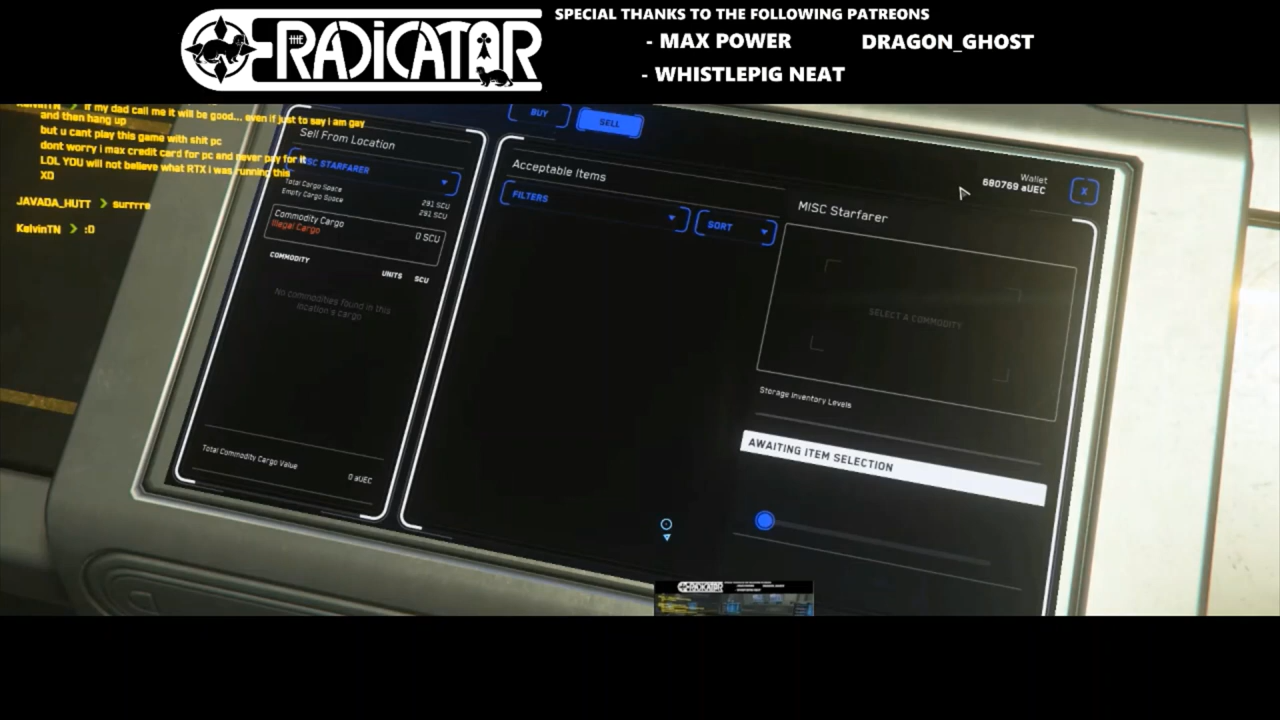 THE ERADICATOR
SPECIAL THANKS TO THE FOLLOWING PATREONS
- MAX POWER
DRAGON_GHOST
- WHISTLEPIG NEAT
KelvinTN > if my dad call me it will be good... even if just to say i am gay
and then hang up
but u cant play this game with shit pc
dont worry i max credit card for pc and never pay for it
LOL YOU will not believe what RTX i was running this
XD
JAVADA_HUTT > surrrre
KelvinTN > :D
BUY
SELL
Sell From Location
MISC STARFARER
Total Cargo Space 291 SCU
Empty Cargo Space 291 SCU
Commodity Cargo 0 SCU
Illegal Cargo
COMMODITY UNITS SCU
No commodities found in this
location's cargo
Total Commodity Cargo Value
0 aUEC
Acceptable Items
FILTERS
SORT
Wallet
680769 aUEC
X
MISC Starfarer
SELECT A COMMODITY
Storage Inventory Levels
AWAITING ITEM SELECTION
ERADICATOR